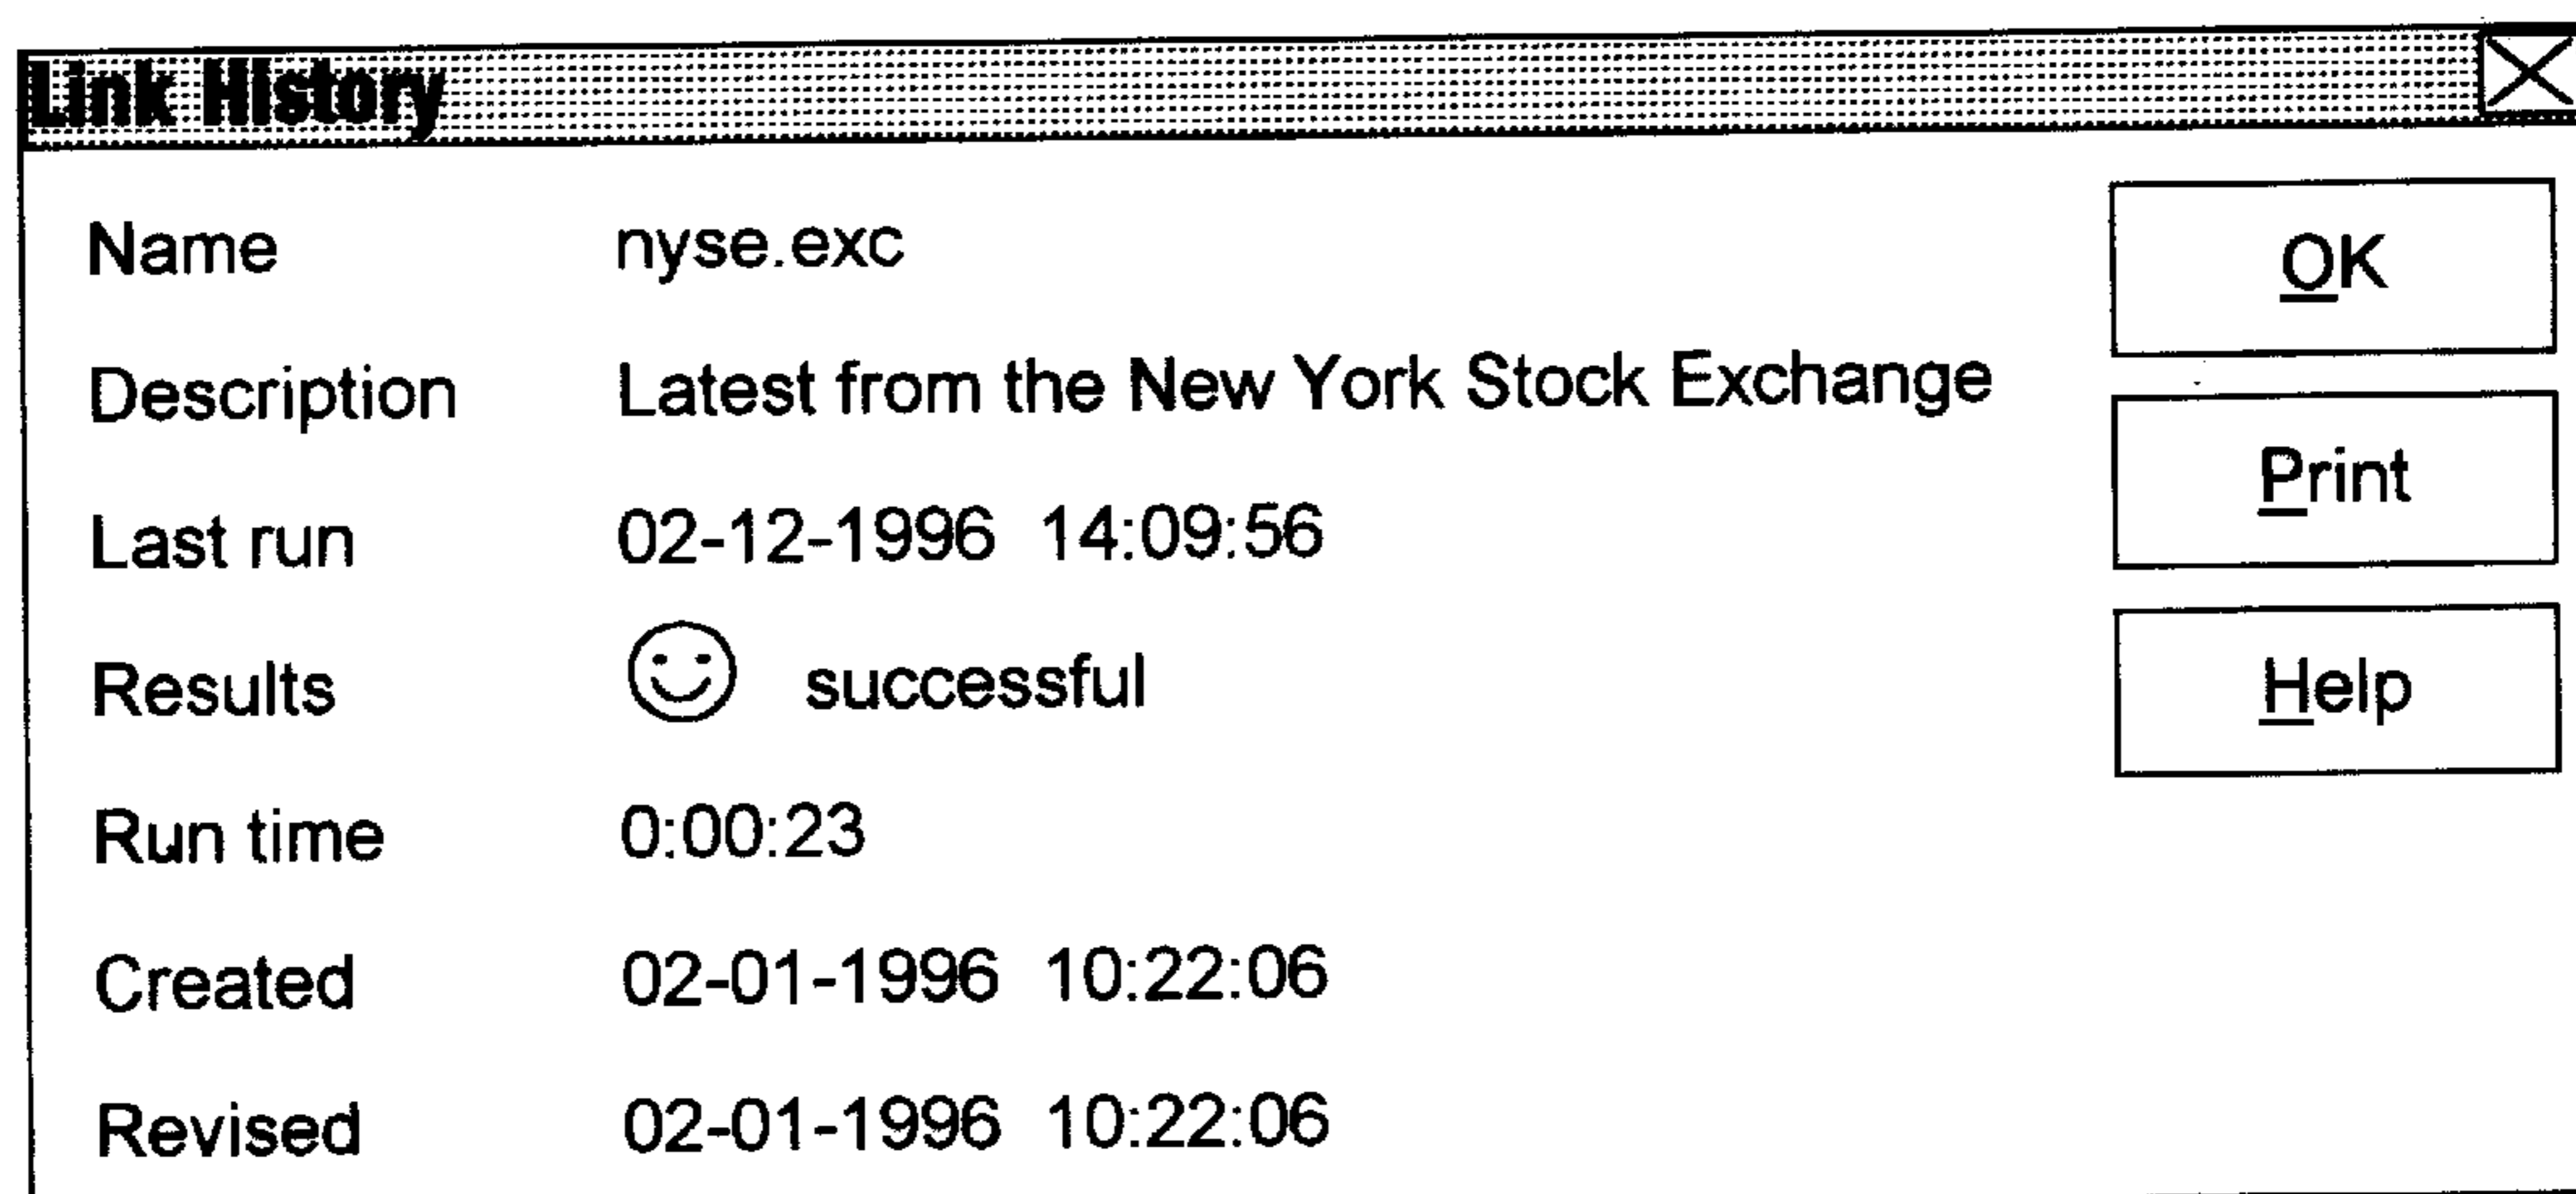 Link History
Name nyse.exc
Description Latest from the New York Stock Exchange
Last run 02-12-1996 14:09:56
Results successful
Run time 0:00:23
Created 02-01-1996 10:22:06
Revised 02-01-1996 10:22:06
OK
Print
Help